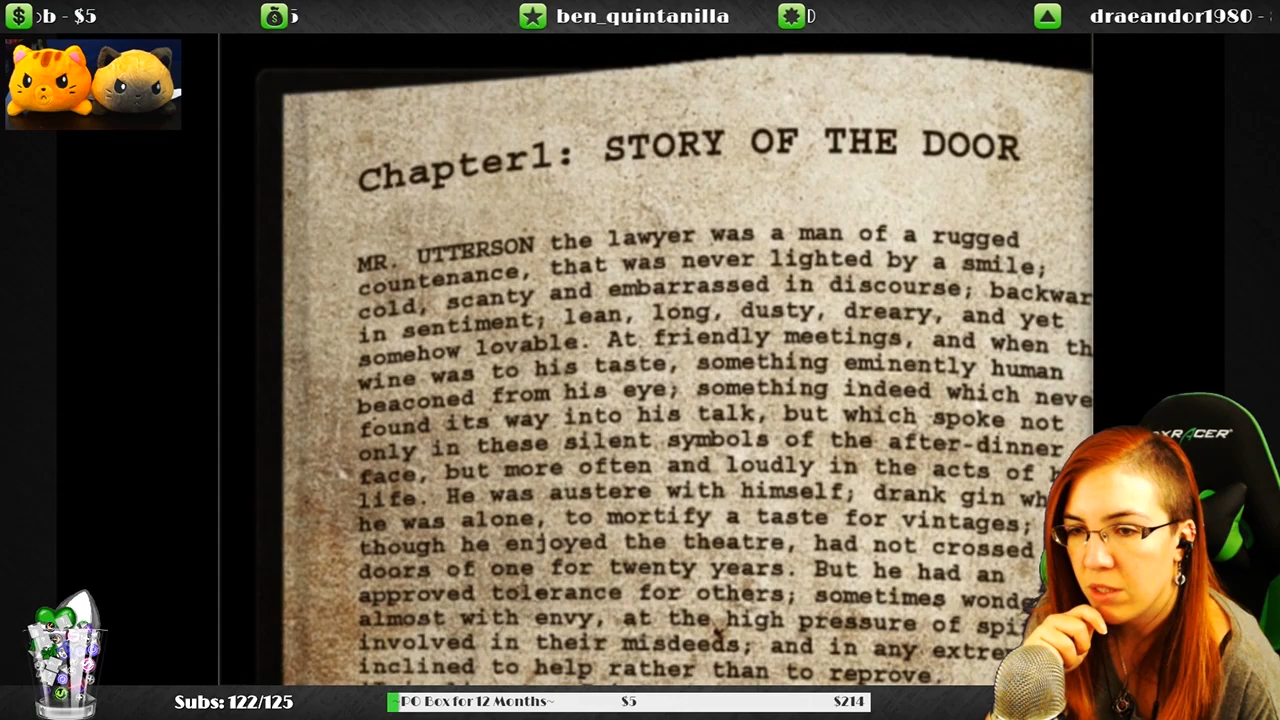 b - $5
5
ben_quintanilla
D
draeandor1980 -
Chapter1: STORY OF THE DOOR
MR. UTTERSON the lawyer was a man of a rugged
countenance, that was never lighted by a smile;
cold, scanty and embarrassed in discourse; backwar
in sentiment; lean, long, dusty, dreary, and yet
somehow lovable. At friendly meetings, and when th
wine was to his taste, something eminently human
beaconed from his eye; something indeed which neve
found its way into his talk, but which spoke not
only in these silent symbols of the after-dinner
face, but more often and loudly in the acts of h
life. He was austere with himself; drank gin wh
he was alone, to mortify a taste for vintages;
though he enjoyed the theatre, had not crossed
doors of one for twenty years. But he had an
approved tolerance for others; sometimes wond
almost with envy, at the high pressure of spi
involved in their misdeeds; and in any extre
inclined to help rather than to reprove.
Subs: 122/125
~PO Box for 12 Months~ $5 $214